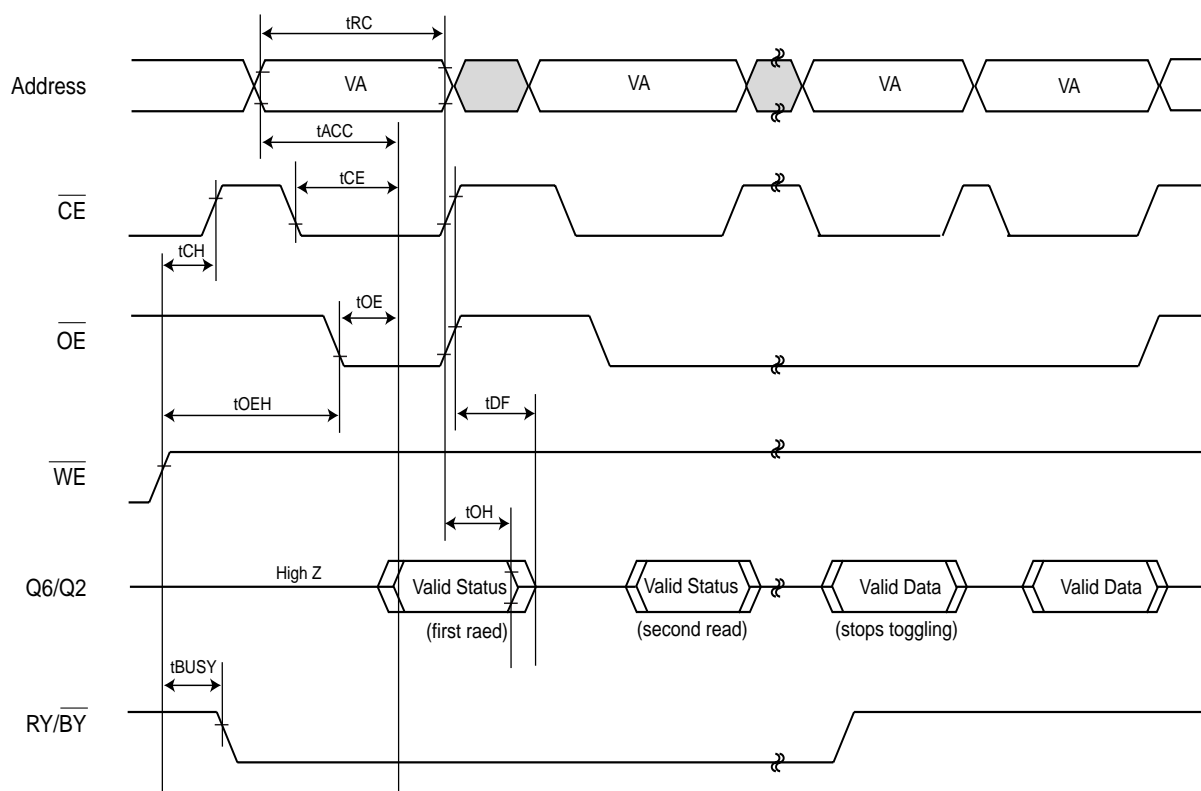 tRC
Address
VA
VA
VA
VA
tACC
tCE
CE
tCH
tOE
OE
tOEH
tDF
WE
tOH
Q6/Q2
High Z
Valid Status
Valid Status
Valid Data
Valid Data
(first raed)
(second read)
(stops toggling)
tBUSY
RY/BY